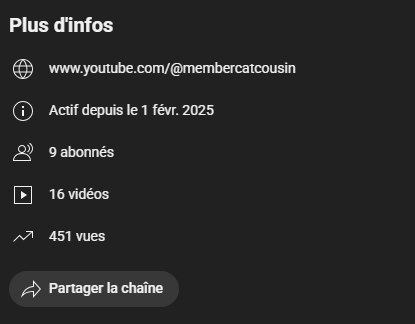 Plus d'infos
www.youtube.com/@membercatcousin
Actif depuis le 1 févr. 2025
9 abonnés
16 vidéos
451 vues
Partager la chaîne